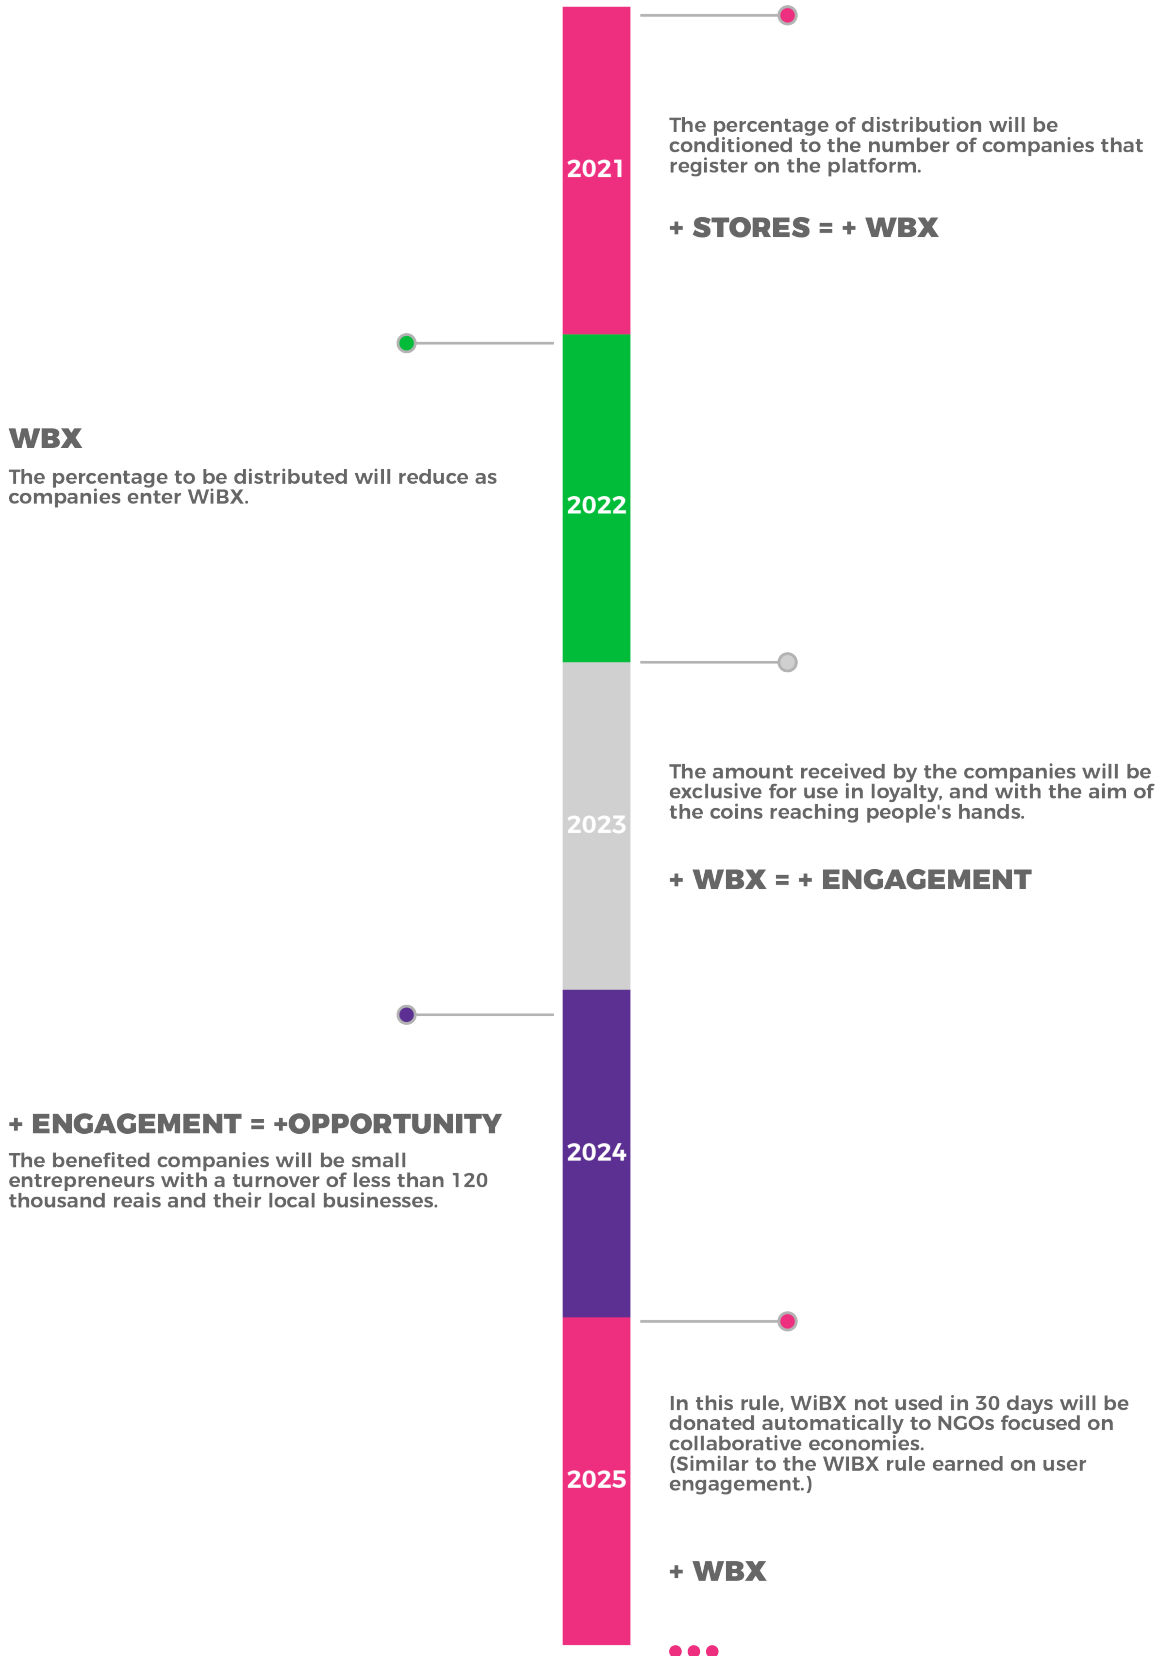 2021
The percentage of distribution will be
conditioned to the number of companies that
register on the platform.
+ STORES = + WBX
WBX
The percentage to be distributed will reduce as
companies enter WiBX.
2022
2023
The amount received by the companies will be
exclusive for use in loyalty, and with the aim of
the coins reaching people's hands.
+ WBX = + ENGAGEMENT
+ ENGAGEMENT = +OPPORTUNITY
The benefited companies will be small
entrepreneurs with a turnover of less than 120
thousand reais and their local businesses.
2024
2025
In this rule, WiBX not used in 30 days will be
donated automatically to NGOs focused on
collaborative economies.
(Similar to the WIBX rule earned on user
engagement.)
+ WBX